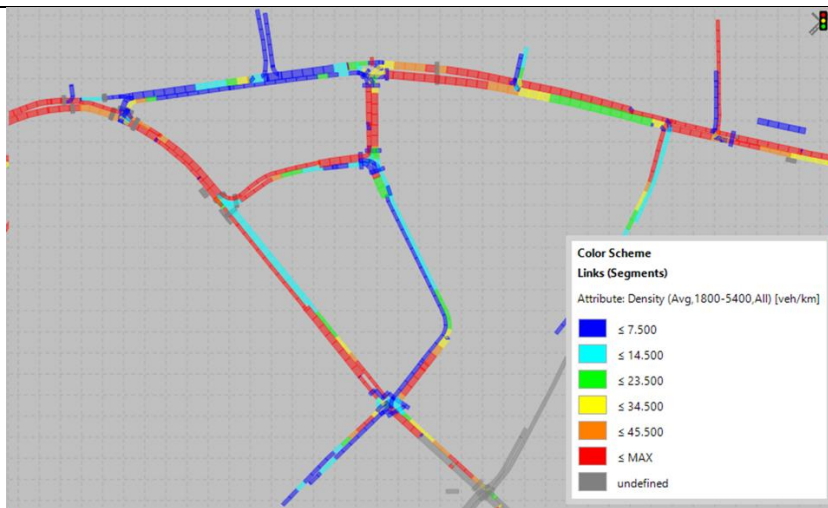 Color Scheme
Links (Segments)
Attribute: Density (Avg,1800-5400,All) [veh/km]
≤ 7.500
≤ 14.500
≤ 23.500
≤ 34.500
≤ 45.500
≤ MAX
undefined